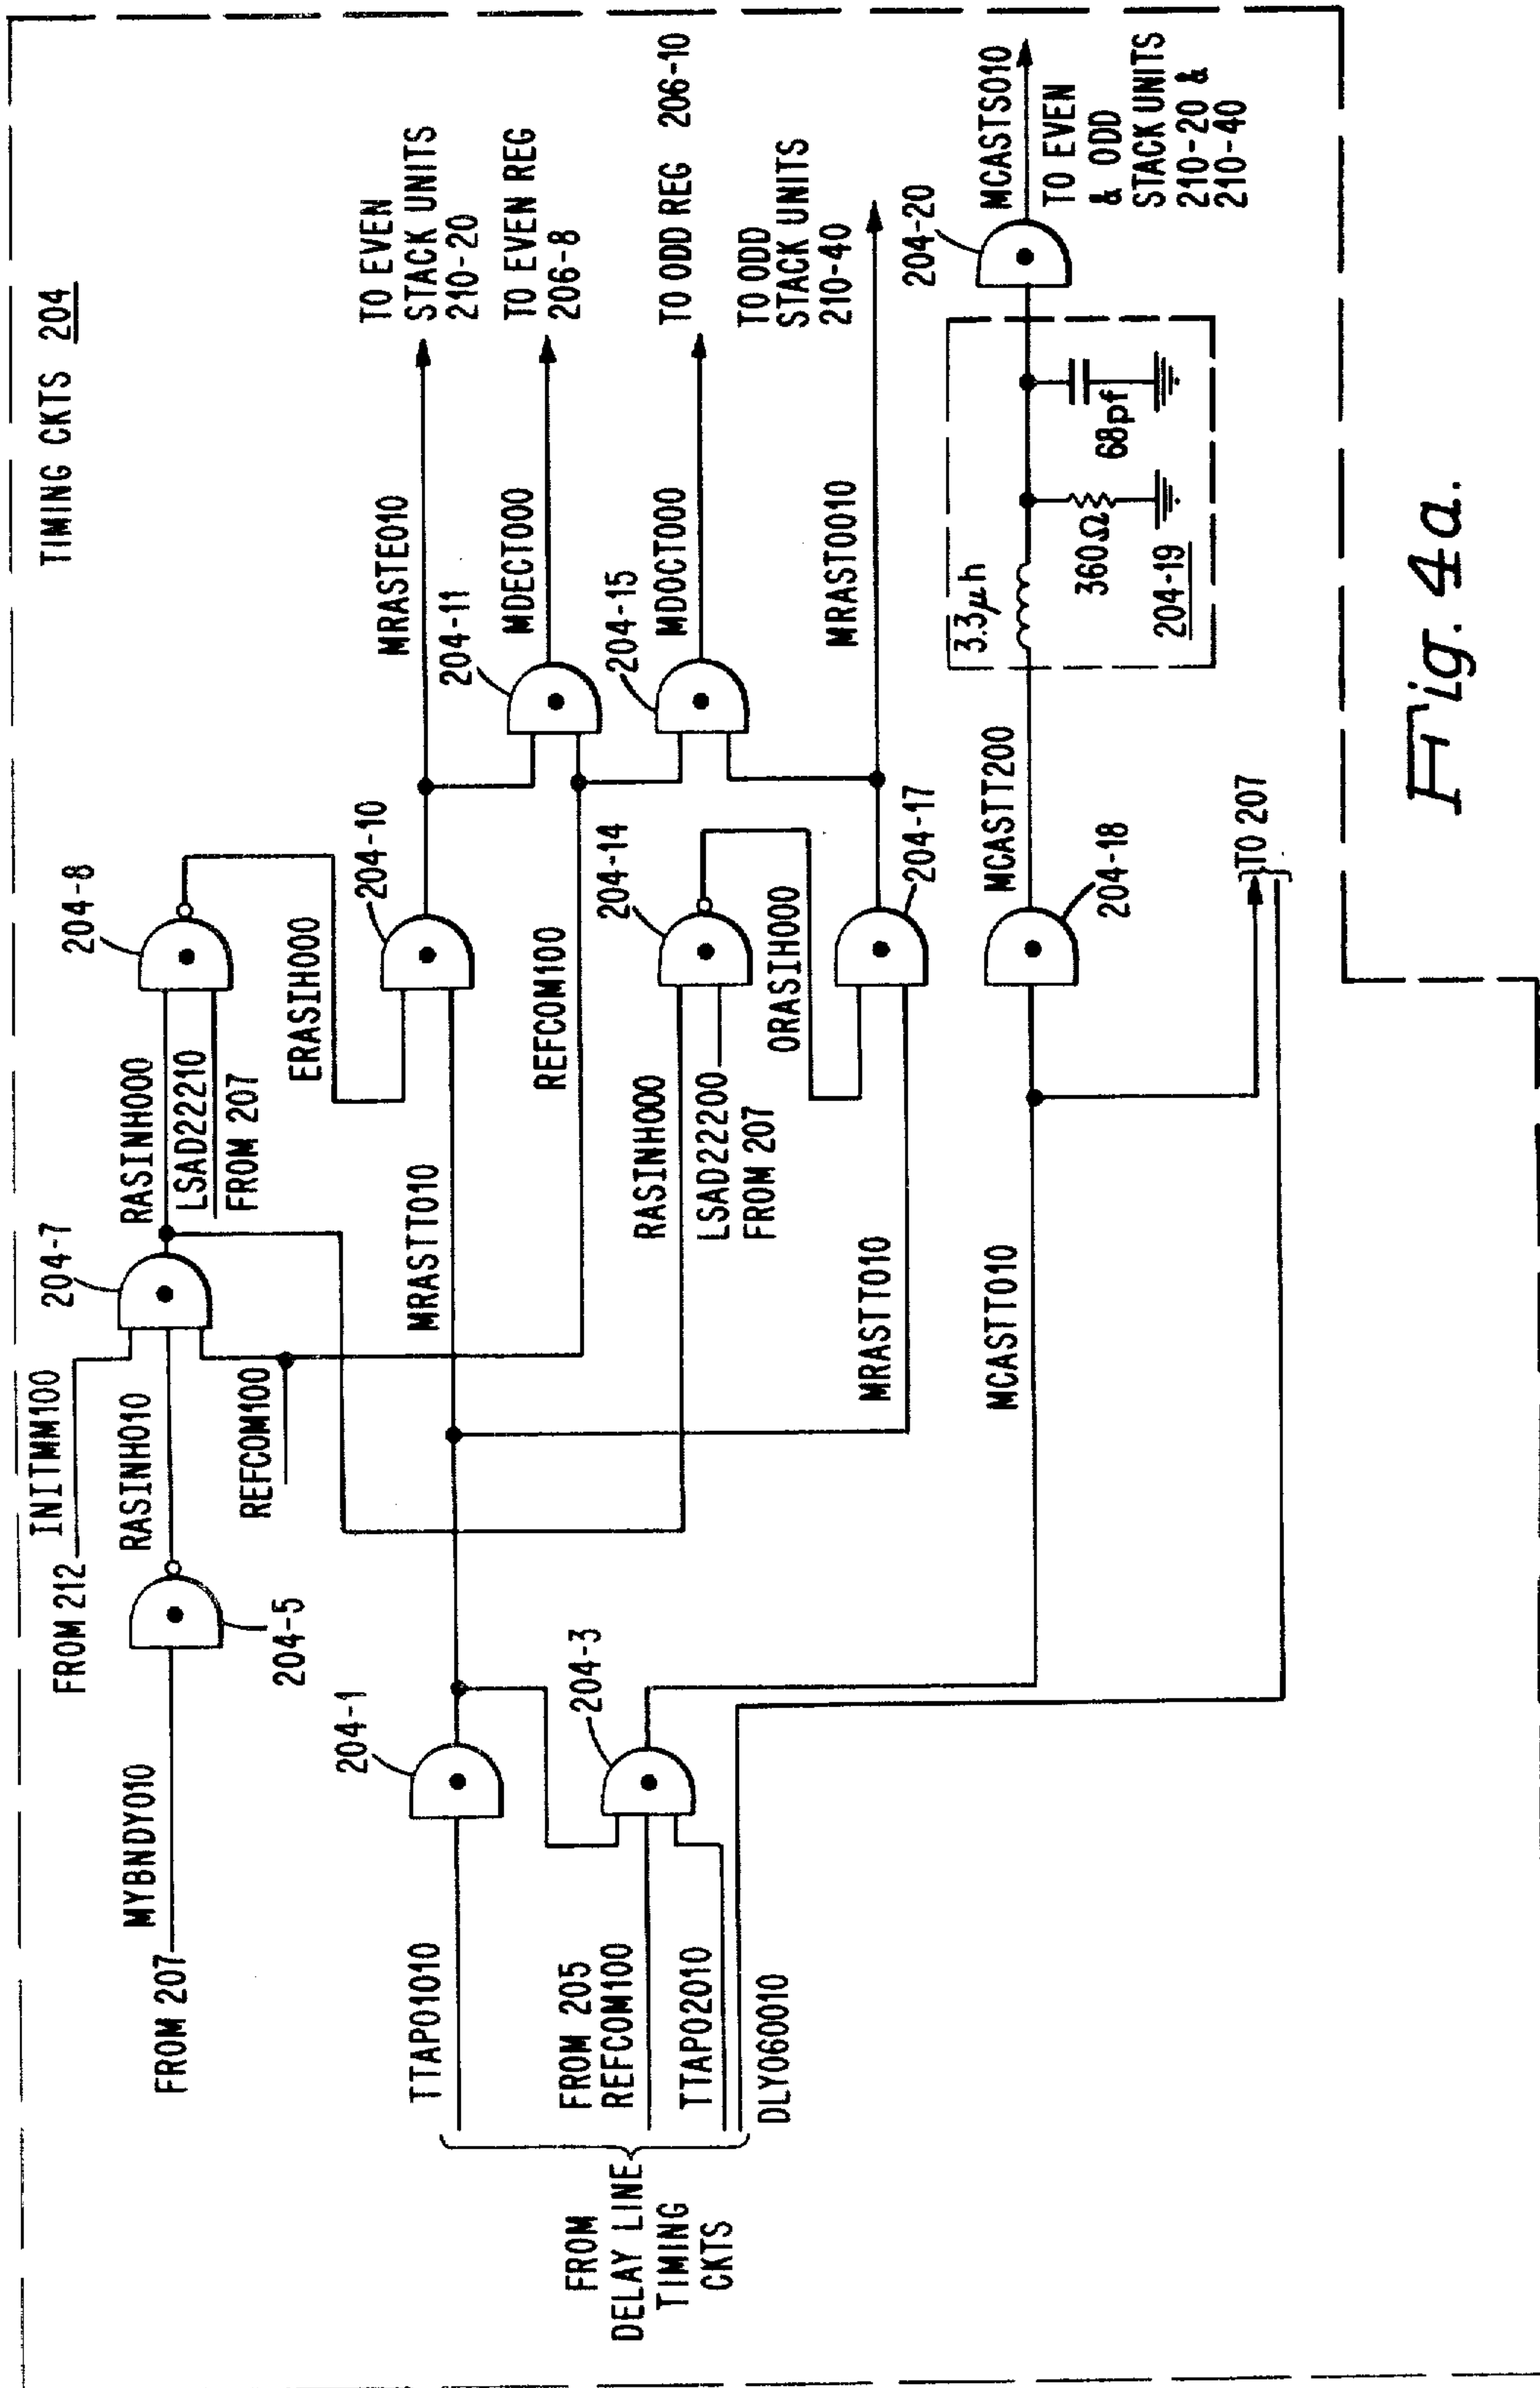 TIMING CKTS 204
FROM 212
INITMM100
204-7
204-8
MYBNDY010
RASINH010
RASINH000
FROM 207
204-5
LSAD22210
FROM 207
REFCOM100
ERASIH000
204-10
MRASTE010
TO EVEN
STACK UNITS
210-20
204-1
TTAP01010
MRASTT010
204-11
MDECT000
TO EVEN REG
206-8
REFCOM100
204-14
204-15
MDOCT000
TO ODD REG 206-10
FROM
DELAY LINE
TIMING
CKTS
FROM 205
REFCOM100
204-3
RASINH000
LSAD22200
FROM 207
ORASIH000
TTAP02010
DLY060010
MRASTT010
204-17
MRASTO010
TO ODD
STACK UNITS
210-40
MCASTT010
204-18
MCASTT200
3.3μh
360Ω
68pf
204-19
204-20
MCASTS010
TO EVEN
& ODD
STACK UNITS
210-20 &
210-40
TO 207
Fig. 4a.